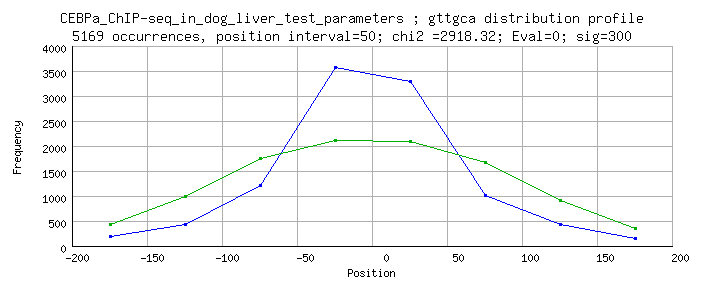 CEBPa_ChIP-seq_in_dog_liver_test_parameters ; gttgca distribution profile
5169 occurrences, position interval=50; chi2 =2918.32; Eval=0; sig=300
4000
3500
3000
2500
2000
1500
1000
500
0
Frequency
-200 -150 -100 -50 0 50 100 150 200
Position